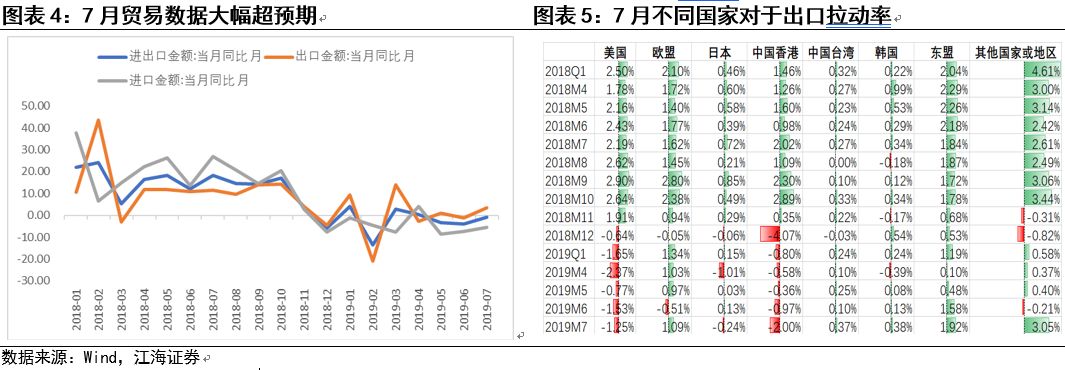 图表 4：7 月贸易数据大幅超预期
进出口金额:当月同比 月
出口金额:当月同比 月
进口金额:当月同比 月
50.00
40.00
30.00
20.00
10.00
0.00
-10.00
-20.00
-30.00
2018-01
2018-02
2018-03
2018-04
2018-05
2018-06
2018-07
2018-08
2018-09
2018-10
2018-11
2018-12
2019-01
2019-02
2019-03
2019-04
2019-05
2019-06
2019-07
图表 5：7 月不同国家对于出口拉动率
美国 欧盟 日本 中国香港 中国台湾 韩国 东盟 其他国家或地区
2018Q1 2.50% 2.10% 0.46% 1.46% 0.32% 0.22% 2.04% 4.61%
2018M4 1.78% 1.72% 0.60% 1.26% 0.27% 0.99% 2.29% 3.00%
2018M5 2.16% 1.40% 0.58% 1.60% 0.23% 0.53% 2.26% 3.14%
2018M6 2.43% 1.77% 0.39% 0.98% 0.24% 0.29% 2.18% 2.42%
2018M7 2.19% 1.62% 0.72% 2.02% 0.27% 0.34% 1.84% 2.61%
2018M8 2.62% 1.45% 0.21% 1.09% 0.00% -0.18% 1.87% 2.49%
2018M9 2.90% 2.80% 0.85% 2.30% 0.10% 0.12% 1.72% 3.06%
2018M10 2.64% 2.38% 0.49% 2.89% 0.33% 0.34% 1.78% 3.44%
2018M11 1.91% 0.94% 0.29% 0.35% 0.22% -0.17% 0.68% -0.31%
2018M12 -0.64% -0.05% -0.06% -4.07% -0.03% 0.54% 0.53% -0.82%
2019Q1 -1.65% 1.34% 0.15% -0.80% 0.24% 0.24% 1.19% 0.58%
2019M4 -2.37% 1.03% -1.01% -0.58% 0.10% -0.39% 0.10% 0.37%
2019M5 -0.77% 0.97% 0.03% -0.36% 0.25% 0.08% 0.48% 0.40%
2019M6 -1.53% -0.51% 0.13% -0.97% 0.10% 0.13% 1.58% -0.21%
2019M7 -1.25% 1.09% -0.24% -2.00% 0.37% 0.38% 1.92% 3.05%
数据来源：Wind，江海证券